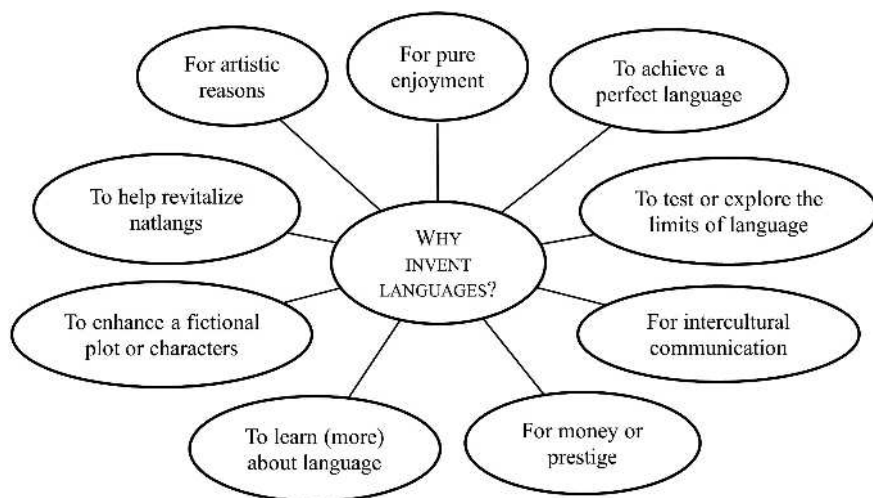 For artistic
reasons
For pure
enjoyment
To achieve a
perfect language
To help revitalize
natlangs
WHY
INVENT
LANGUAGES?
To test or explore the
limits of language
To enhance a fictional
plot or characters
For intercultural
communication
To learn (more)
about language
For money or
prestige